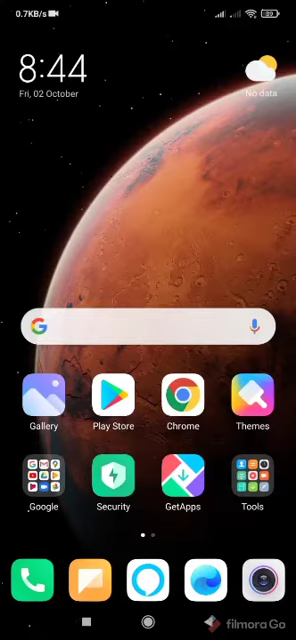 0.7KB/s
8:44
Fri, 02 October
No data
Gallery
Play Store
Chrome
Themes
Google
Security
GetApps
Tools
filmora Go